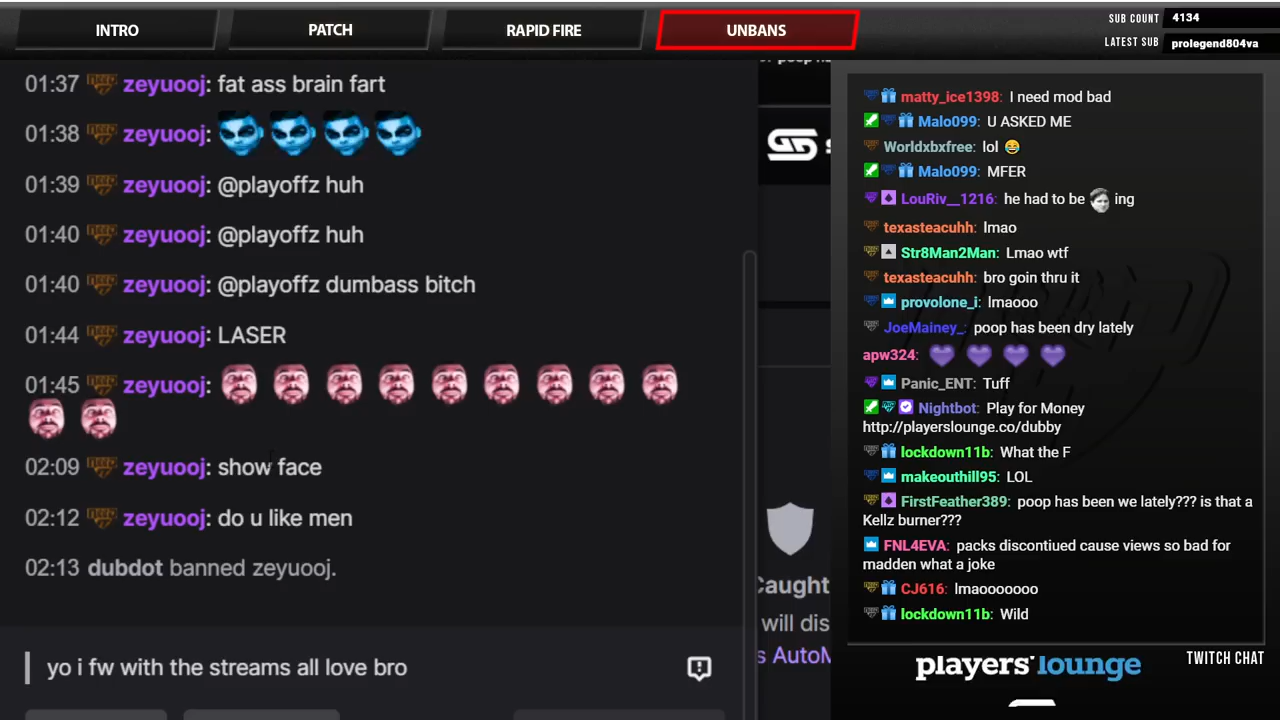 INTRO
PATCH
RAPID FIRE
UNBANS
SUB COUNT 4134
LATEST SUB prolegend804va
01:37 zeyuooj: fat ass brain fart
01:38 zeyuooj:
01:39 zeyuooj: @playoffz huh
01:40 zeyuooj: @playoffz huh
01:40 zeyuooj: @playoffz dumbass bitch
01:44 zeyuooj: LASER
01:45 zeyuooj:
02:09 zeyuooj: show face
02:12 zeyuooj: do u like men
02:13 dubdot banned zeyuooj.
yo i fw with the streams all love bro
Caught
will dis
s AutoM
matty_ice1398: I need mod bad
Malo099: U ASKED ME
Worldxbxfree: lol 😂
Malo099: MFER
LouRiv__1216: he had to be ing
texasteacuhh: lmao
Str8Man2Man: Lmao wtf
texasteacuhh: bro goin thru it
provolone_i: lmaooo
JoeMainey_: poop has been dry lately
apw324: 💜 💜 💜 💜
Panic_ENT: Tuff
Nightbot: Play for Money
http://playerslounge.co/dubby
lockdown11b: What the F
makeouthill95: LOL
FirstFeather389: poop has been we lately??? is that a
Kellz burner???
FNL4EVA: packs discontiued cause views so bad for
madden what a joke
CJ616: lmaooooooo
lockdown11b: Wild
players' lounge
TWITCH CHAT